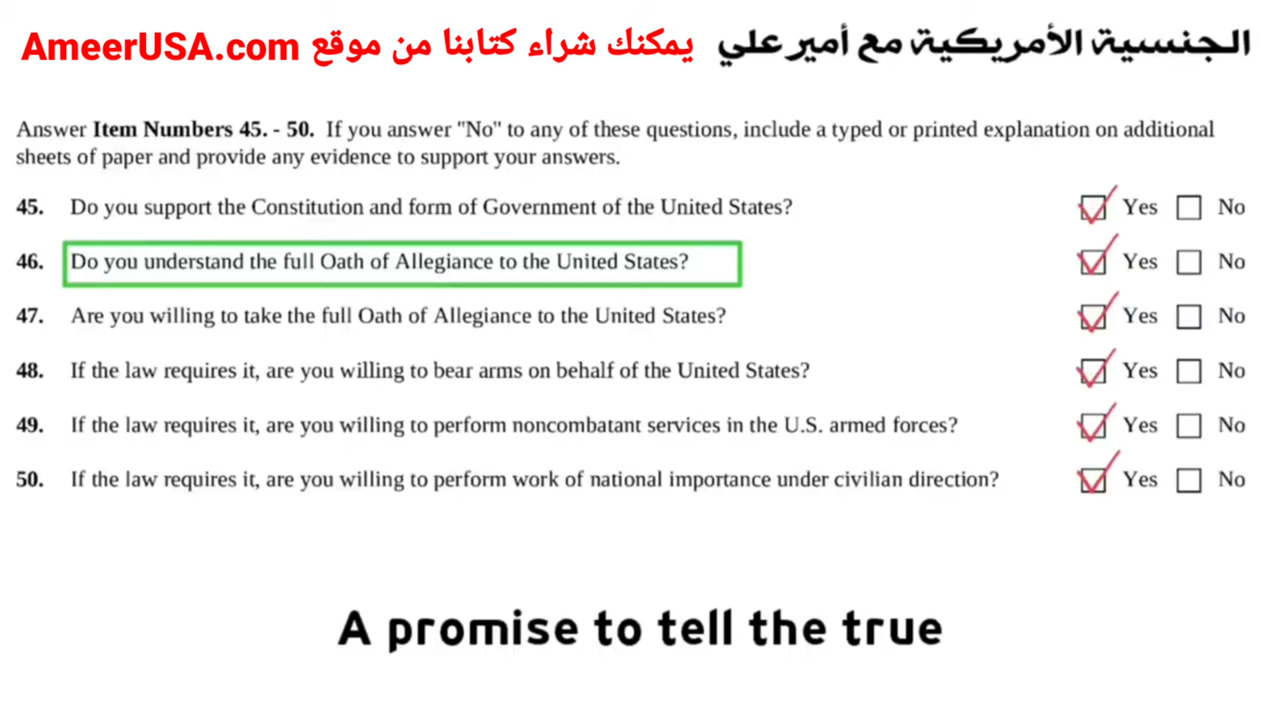 الجنسية الأمريكية مع أمير علي يمكنك شراء كتابنا من موقع AmeerUSA.com
Answer Item Numbers 45. - 50. If you answer "No" to any of these questions, include a typed or printed explanation on additional
sheets of paper and provide any evidence to support your answers.
45. Do you support the Constitution and form of Government of the United States? Yes No
46. Do you understand the full Oath of Allegiance to the United States? Yes No
47. Are you willing to take the full Oath of Allegiance to the United States? Yes No
48. If the law requires it, are you willing to bear arms on behalf of the United States? Yes No
49. If the law requires it, are you willing to perform noncombatant services in the U.S. armed forces? Yes No
50. If the law requires it, are you willing to perform work of national importance under civilian direction? Yes No
A promise to tell the true